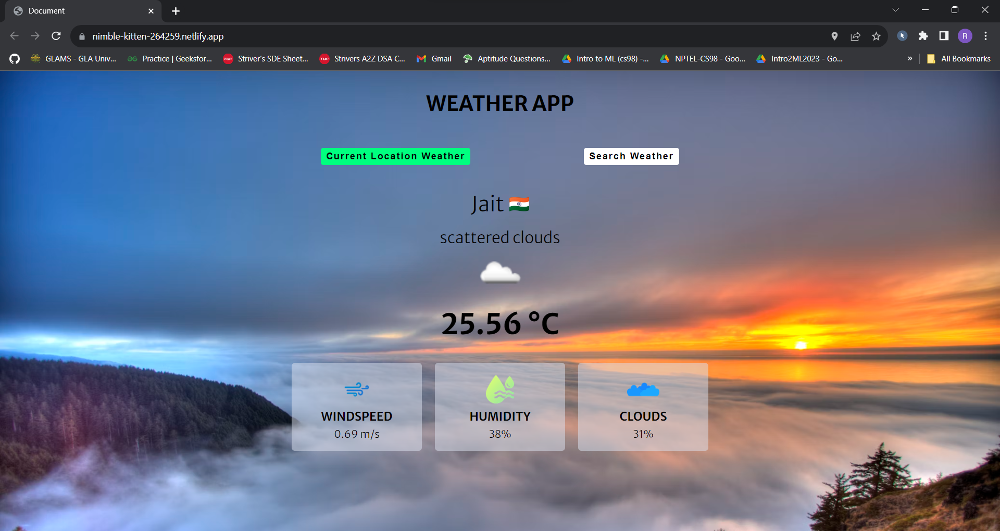 Document
nimble-kitten-264259.netlify.app
R
GLAMS - GLA Univ...
Practice | Geeksfor...
TUF
Striver’s SDE Sheet...
TUF
Strivers A2Z DSA C...
Gmail
Aptitude Questions...
Intro to ML (cs98) -...
NPTEL-CS98 - Goo...
Intro2ML2023 - Go...
»
All Bookmarks
WEATHER APP
Current Location Weather
Search Weather
Jait
scattered clouds
25.56 °C
WINDSPEED
0.69 m/s
HUMIDITY
38%
CLOUDS
31%